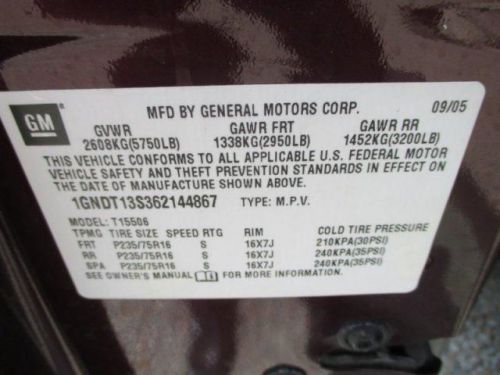 GM
MFD BY GENERAL MOTORS CORP. 09/05
GVWR GAWR FRT GAWR RR
2608KG(5750LB) 1338KG(2950LB) 1452KG(3200LB)
THIS VEHICLE CONFORMS TO ALL APPLICABLE U.S. FEDERAL MOTOR
VEHICLE SAFETY AND THEFT PREVENTION STANDARDS IN EFFECT ON
THE DATE OF MANUFACTURE SHOWN ABOVE.
1GNDT13S362144867 TYPE: M.P.V.
MODEL: T15506
TPMG TIRE SIZE SPEED RTG RIM COLD TIRE PRESSURE
FRT P235/75R16 S 16X7J 210KPA(30PSI)
RR P235/75R16 S 16X7J 240KPA(35PSI)
SPA P235/75R16 S 16X7J 240KPA(35PSI)
SEE OWNER'S MANUAL FOR MORE INFORMATION.